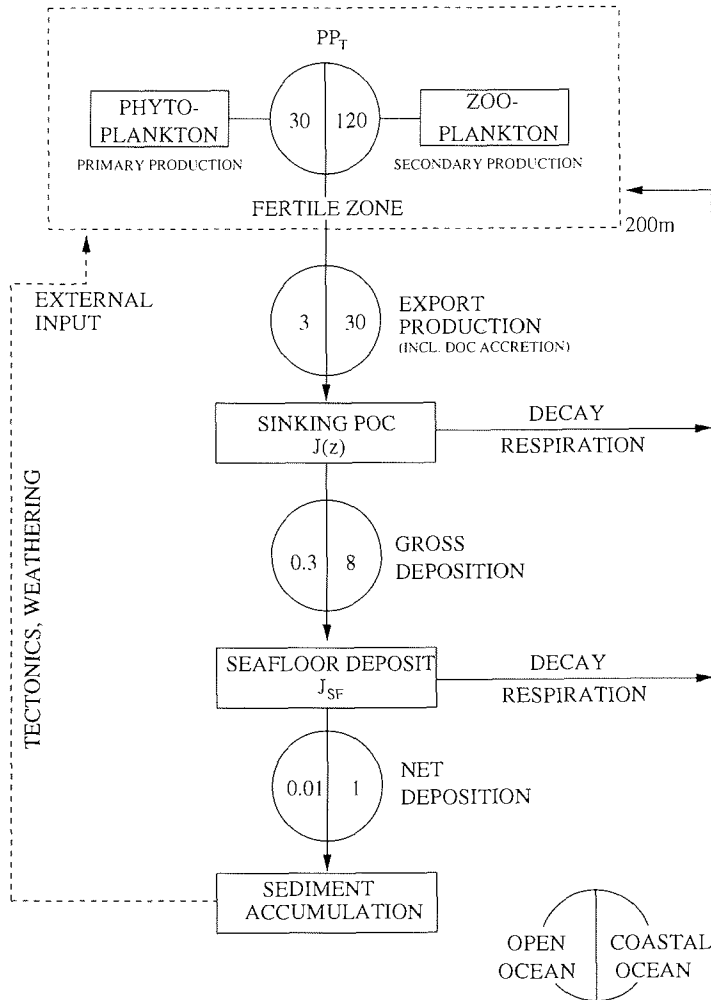 PP_T
PHYTO-
PLANKTON
30
120
ZOO-
PLANKTON
PRIMARY PRODUCTION
SECONDARY PRODUCTION
FERTILE ZONE
200m
EXTERNAL
INPUT
3
30
EXPORT
PRODUCTION
(INCL. DOC ACCRETION)
SINKING POC
J(z)
DECAY
RESPIRATION
0.3
8
GROSS
DEPOSITION
TECTONICS, WEATHERING
SEAFLOOR DEPOSIT
J_SF
DECAY
RESPIRATION
0.01
1
NET
DEPOSITION
SEDIMENT
ACCUMULATION
OPEN
OCEAN
COASTAL
OCEAN